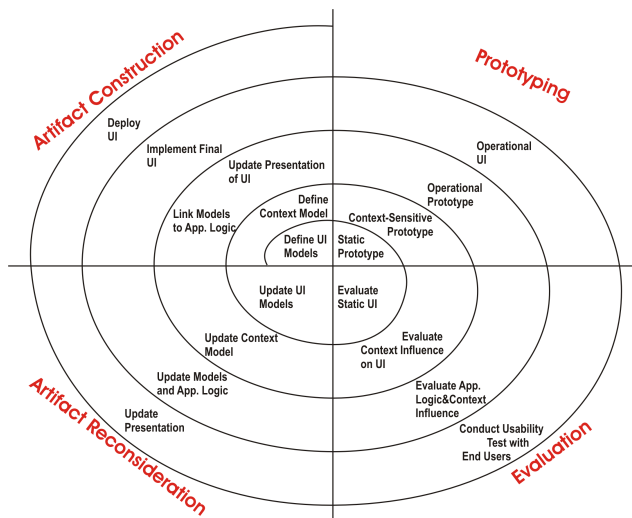 Artifact Construction
Prototyping
Deploy
UI
Implement Final
UI
Update Presentation
of UI
Link Models
to App. Logic
Define
Context Model
Define UI
Models
Operational
UI
Operational
Prototype
Context-Sensitive
Prototype
Static
Prototype
Update UI
Models
Update Context
Model
Update Models
and App. Logic
Update
Presentation
Evaluate
Static UI
Evaluate
Context Influence
on UI
Evaluate App.
Logic&Context
Influence
Conduct Usability
Test with
End Users
Artifact Reconsideration
Evaluation